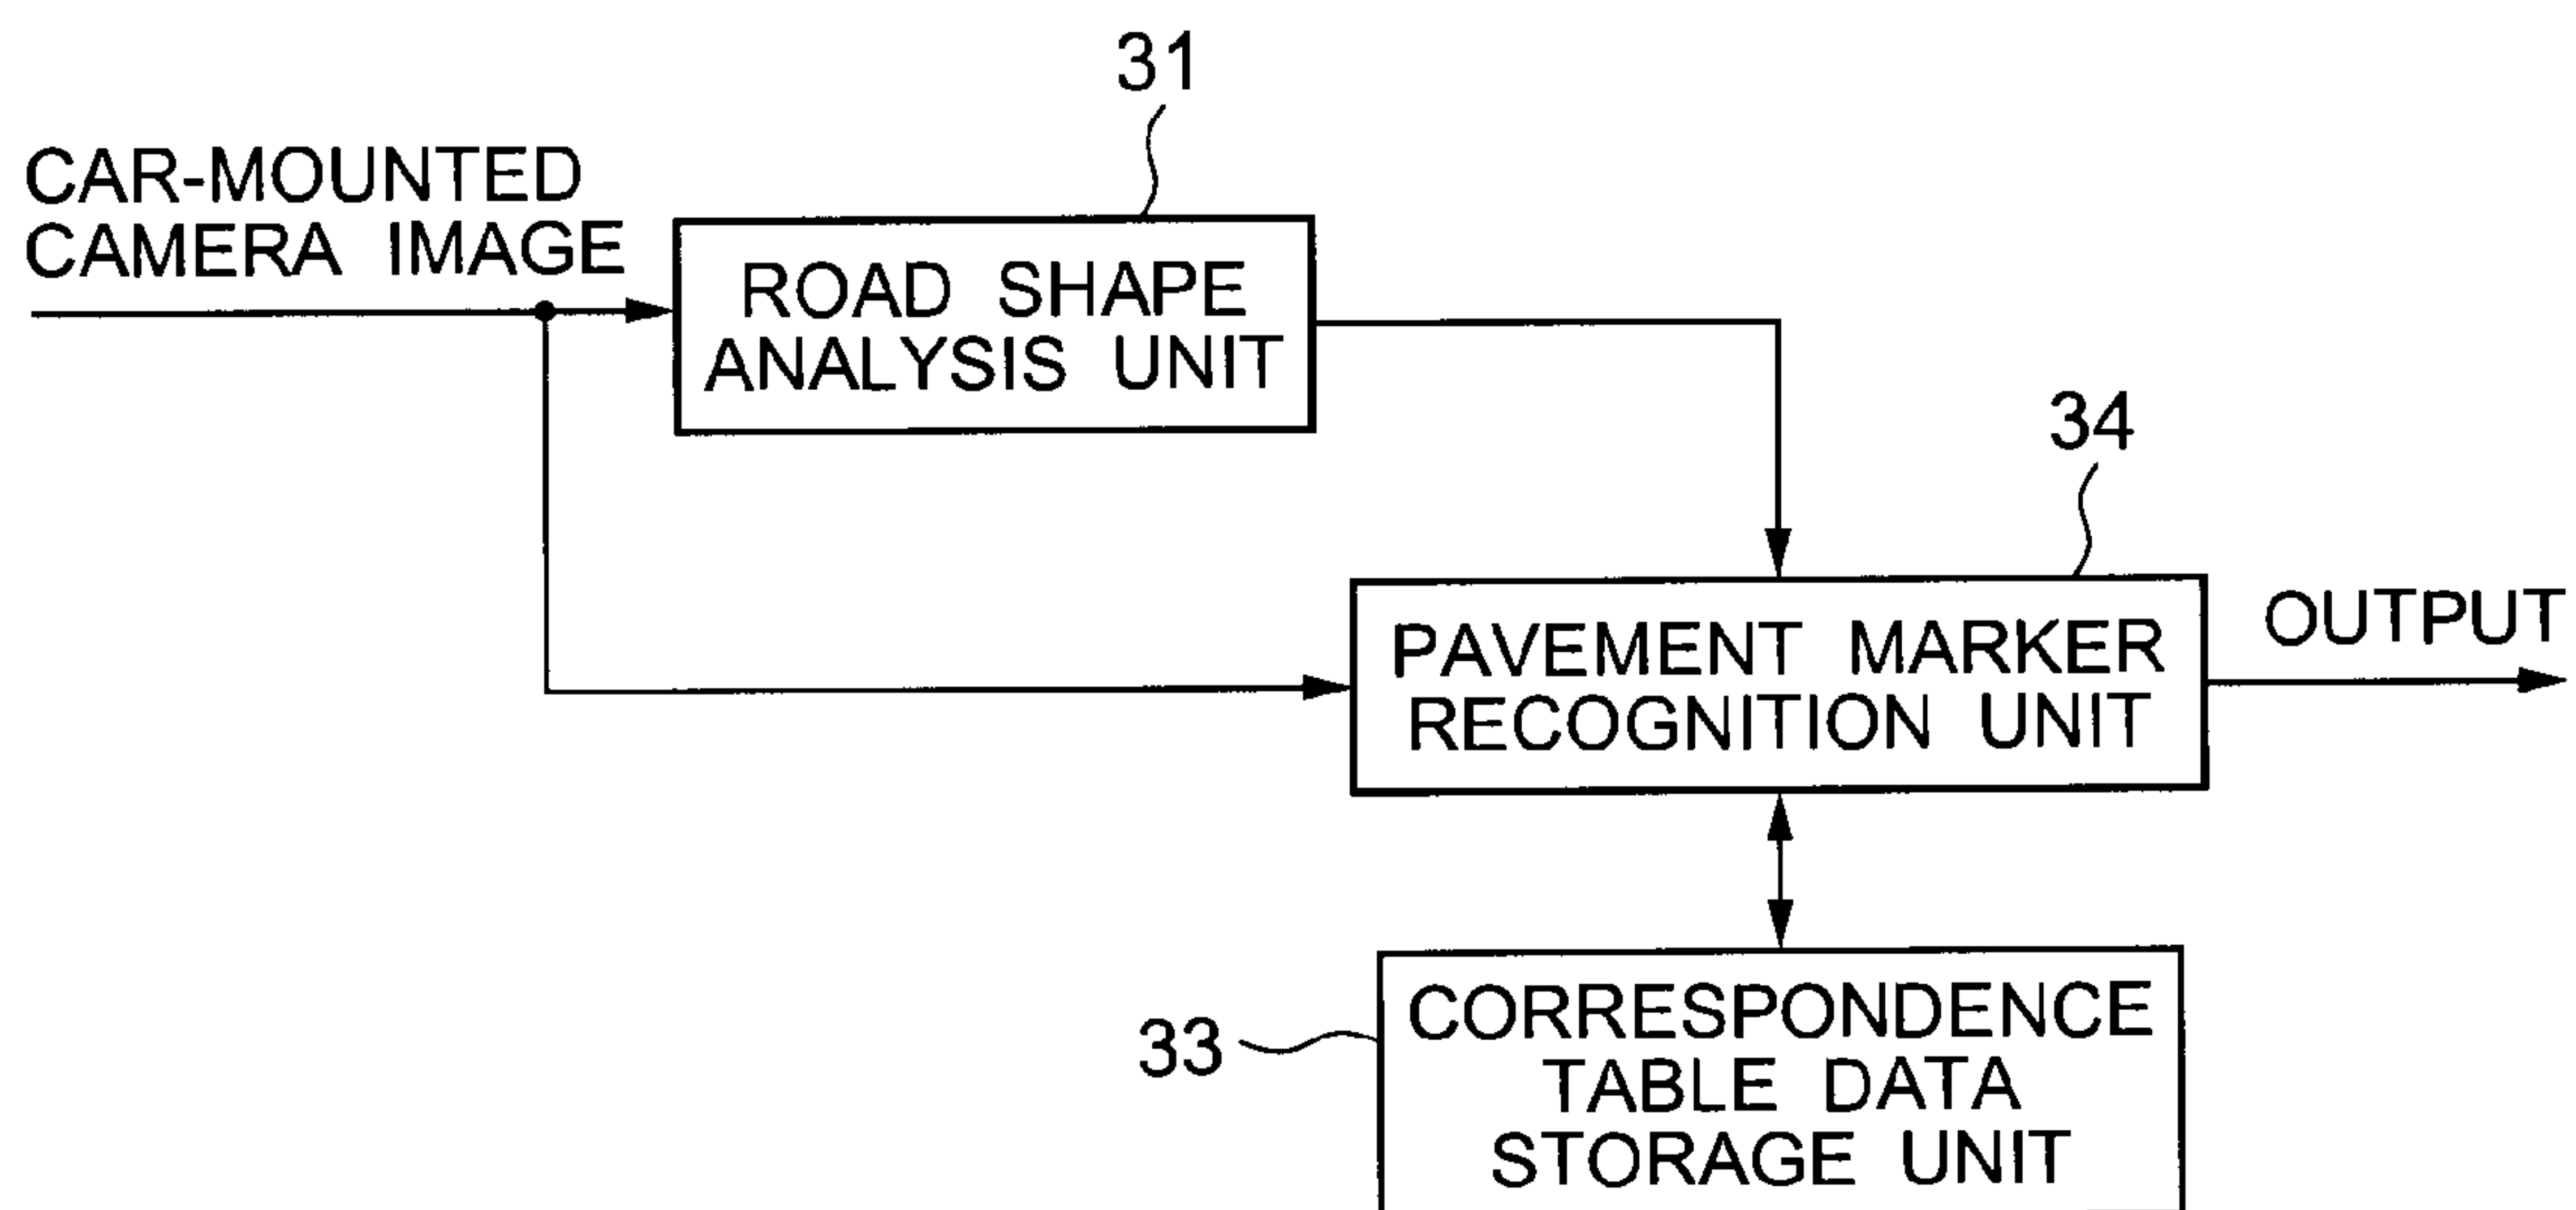 31
CAR-MOUNTED
CAMERA IMAGE
ROAD SHAPE
ANALYSIS UNIT
34
PAVEMENT MARKER
RECOGNITION UNIT
OUTPUT
33
CORRESPONDENCE
TABLE DATA
STORAGE UNIT